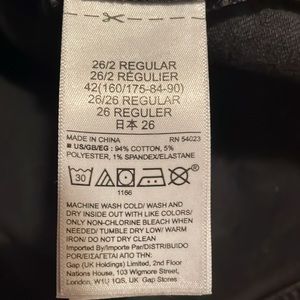 26/2 REGULAR
26/2 RÉGULIER
42(160/175-84-90)
26/26 REGULAR
26 REGULER
日本 26
MADE IN CHINA RN 54023
■ US/GB/EG : 94% COTTON, 5%
POLYESTER, 1% SPANDEX/ELASTANE
30
1166
MACHINE WASH COLD/ WASH AND
DRY INSIDE OUT WITH LIKE COLORS/
ONLY NON-CHLORINE BLEACH WHEN
NEEDED/ TUMBLE DRY LOW/ WARM
IRON/ DO NOT DRY CLEAN
Imported by/Importe Par/DISTRIBUIDO
POR/ΕΙΣΑΓΕΤΑΙ ΑΠΟ ΤΗΝ:
Gap (UK Holdings) Limited, 2nd Floor
Nations House, 103 Wigmore Street,
London, W1U 1QS, UK Gap Stores